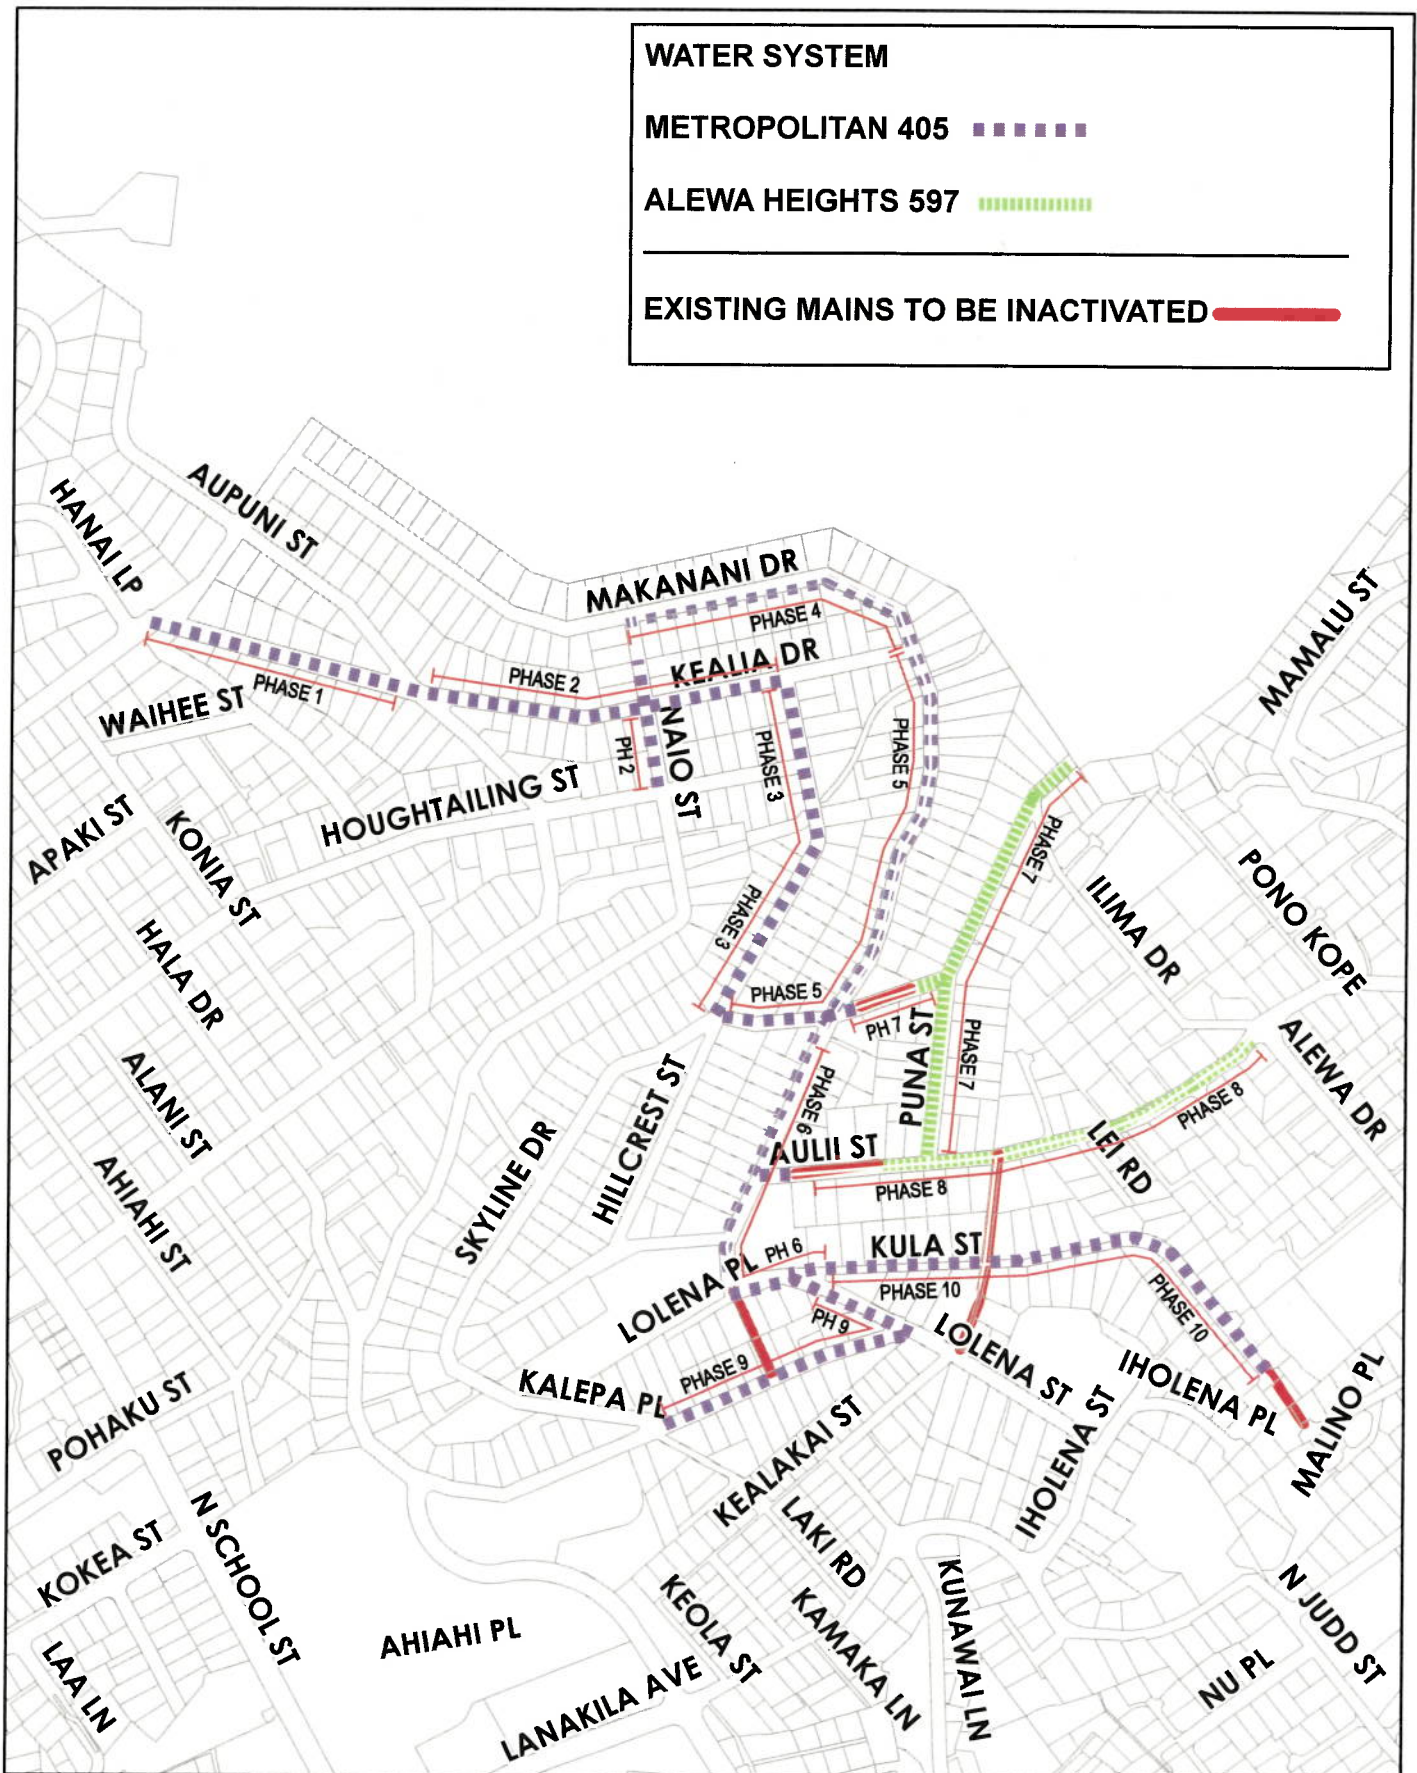 WATER SYSTEM
METROPOLITAN 405
ALEWA HEIGHTS 597
EXISTING MAINS TO BE INACTIVATED
HANAI LP
AUPUNI ST
MAKANANI DR
PHASE 4
KEALIA DR
PHASE 2
PHASE 1
WAIHEE ST
MAMALU ST
PH 2
NAIO ST
PHASE 3
PHASE 5
HOUGHTAILING ST
APAKI ST
KONIA ST
PHASE 7
ILIMA DR
PONO KOPE
PHASE 3
HALA DR
PHASE 5
PH 7
PUNA ST
PHASE 7
ALEWA DR
ALANI ST
HILLCREST ST
PHASE 6
PHASE 8
LEI RD
AULII ST
PHASE 8
AHIAHI ST
SKYLINE DR
PH 6
KULA ST
LOLENA PL
PHASE 10
PHASE 10
PH 9
LOLENA ST
PHASE 9
KALEPA PL
IHOLENA PL
MALINO PL
POHAKU ST
KEALAKAI ST
IHOLENA ST
N SCHOOL ST
LAKI RD
KOKEA ST
KUNAWAI LN
N JUDD ST
KEOLA ST
KAMAKA LN
AHIAHI PL
LAA LN
LANAKILA AVE
NU PL